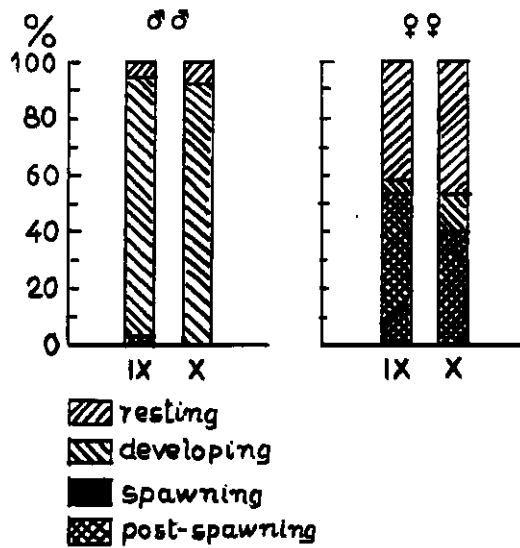 % ♂♂ ♀♀
100
80
60
40
20
0
IX X IX X
resting
developing
spawning
post-spawning